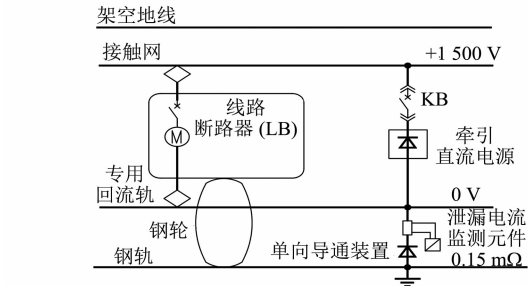 架空地线
接触网
+1 500 V
线路
断路器 (LB)
KB
M
牵引
直流电源
专用
回流轨
0 V
钢轮
泄漏电流
监测元件
单向导通装置
0.15 mΩ
钢轨